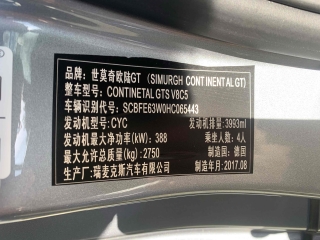 品牌：世莫奇欧陆GT（SIMURGH CONTINENTAL GT）
整车型号：CONTINETAL GTS V8C5
车辆识别代号：SCBFE63W0HC065443
发动机型号：CYC 发动机排量：3993ml
发动机最大净功率(kW)：388 乘坐人数：4人
最大允许总质量(kg)：2750 制造国：德国
生产厂：瑞麦克斯汽车有限公司 制造年月：2017.08